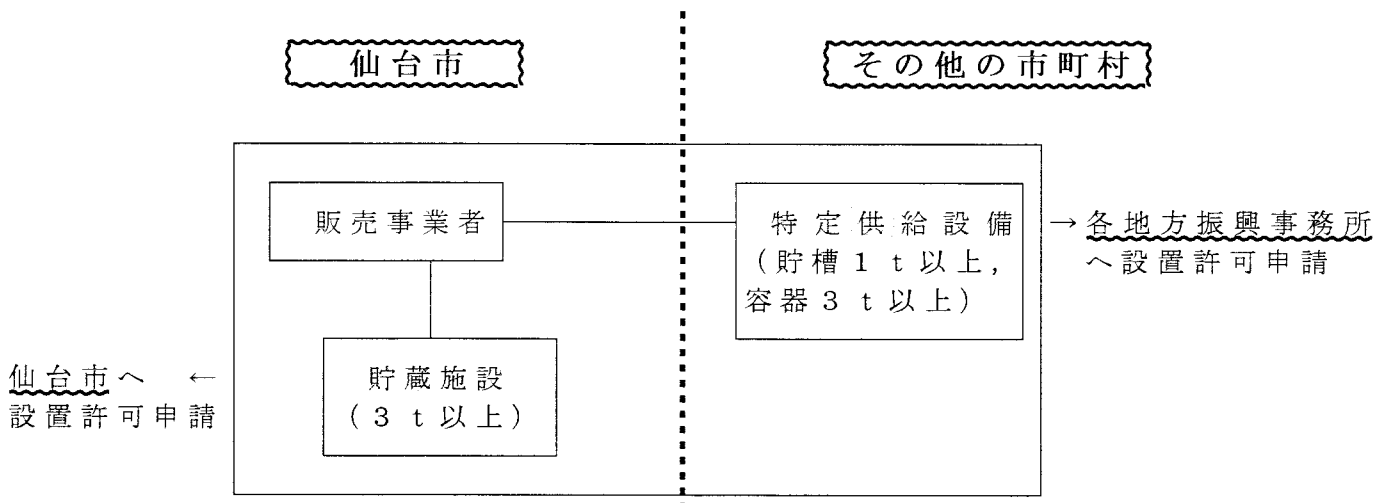 仙台市
その他の市町村
販売事業者
特定供給設備
(貯槽1t以上,
容器3t以上)
→各地方振興事務所
へ設置許可申請
貯蔵施設
(3t以上)
仙台市へ ←
設置許可申請